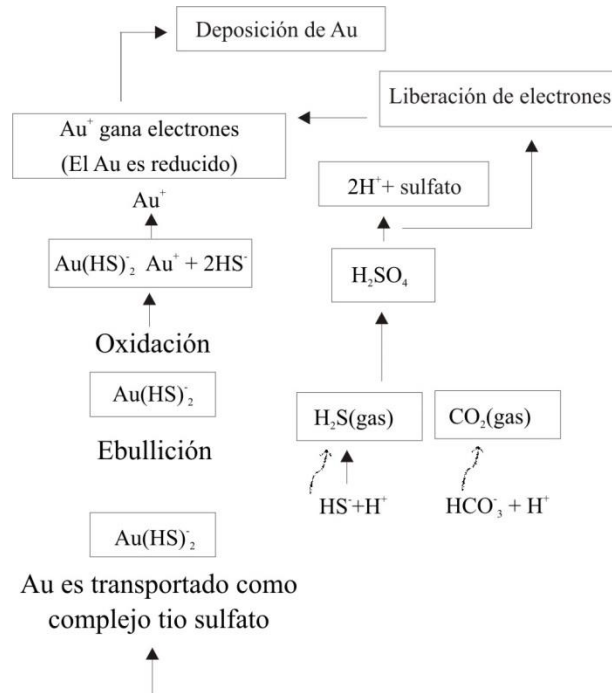 Deposición de Au
Liberación de electrones
Au⁺ gana electrones
(El Au es reducido)
2H⁺+ sulfato
Au⁺
Au(HS)⁻₂ Au⁺ + 2HS⁻
H₂SO₄
Oxidación
Au(HS)⁻₂
H₂S(gas)
CO₂(gas)
Ebullición
HS⁻+H⁺
HCO⁻₃ + H⁺
Au(HS)⁻₂
Au es transportado como
complejo tio sulfato